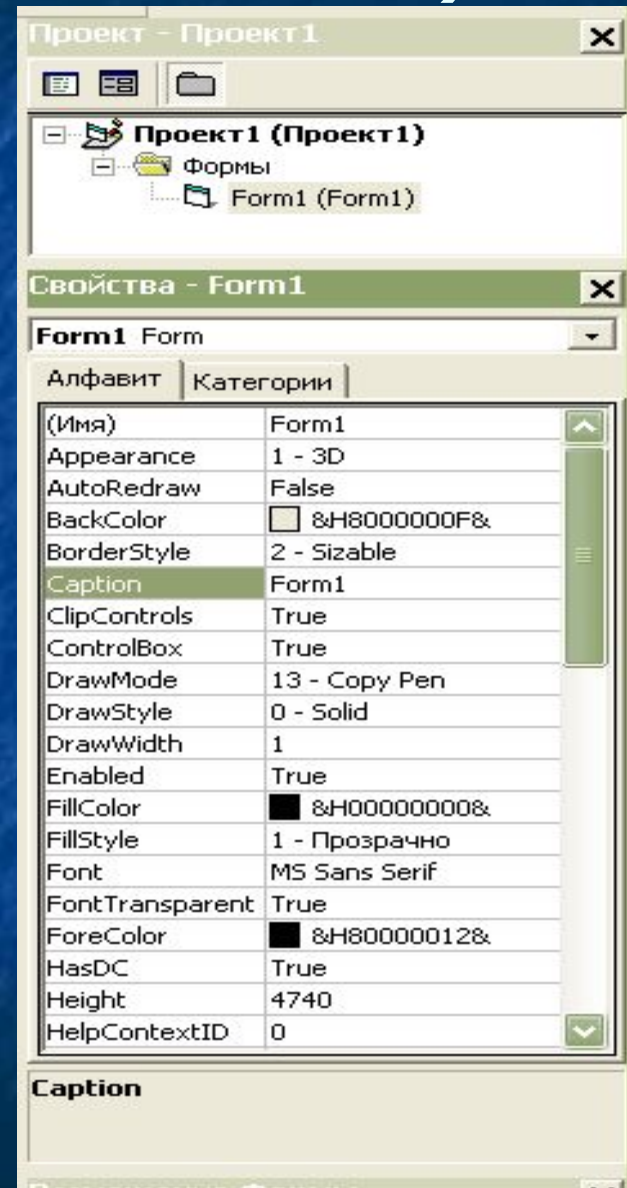 Проект - Проект1
Проект1 (Проект1)
Формы
Form1 (Form1)
Свойства - Form1
Form1 Form
Алфавит Категории
(Имя) Form1
Appearance 1 - 3D
AutoRedraw False
BackColor &H8000000F&
BorderStyle 2 - Sizable
Caption Form1
ClipControls True
ControlBox True
DrawMode 13 - Copy Pen
DrawStyle 0 - Solid
DrawWidth 1
Enabled True
FillColor &H00000000&
FillStyle 1 - Прозрачно
Font MS Sans Serif
FontTransparent True
ForeColor &H80000012&
HasDC True
Height 4740
HelpContextID 0
Caption